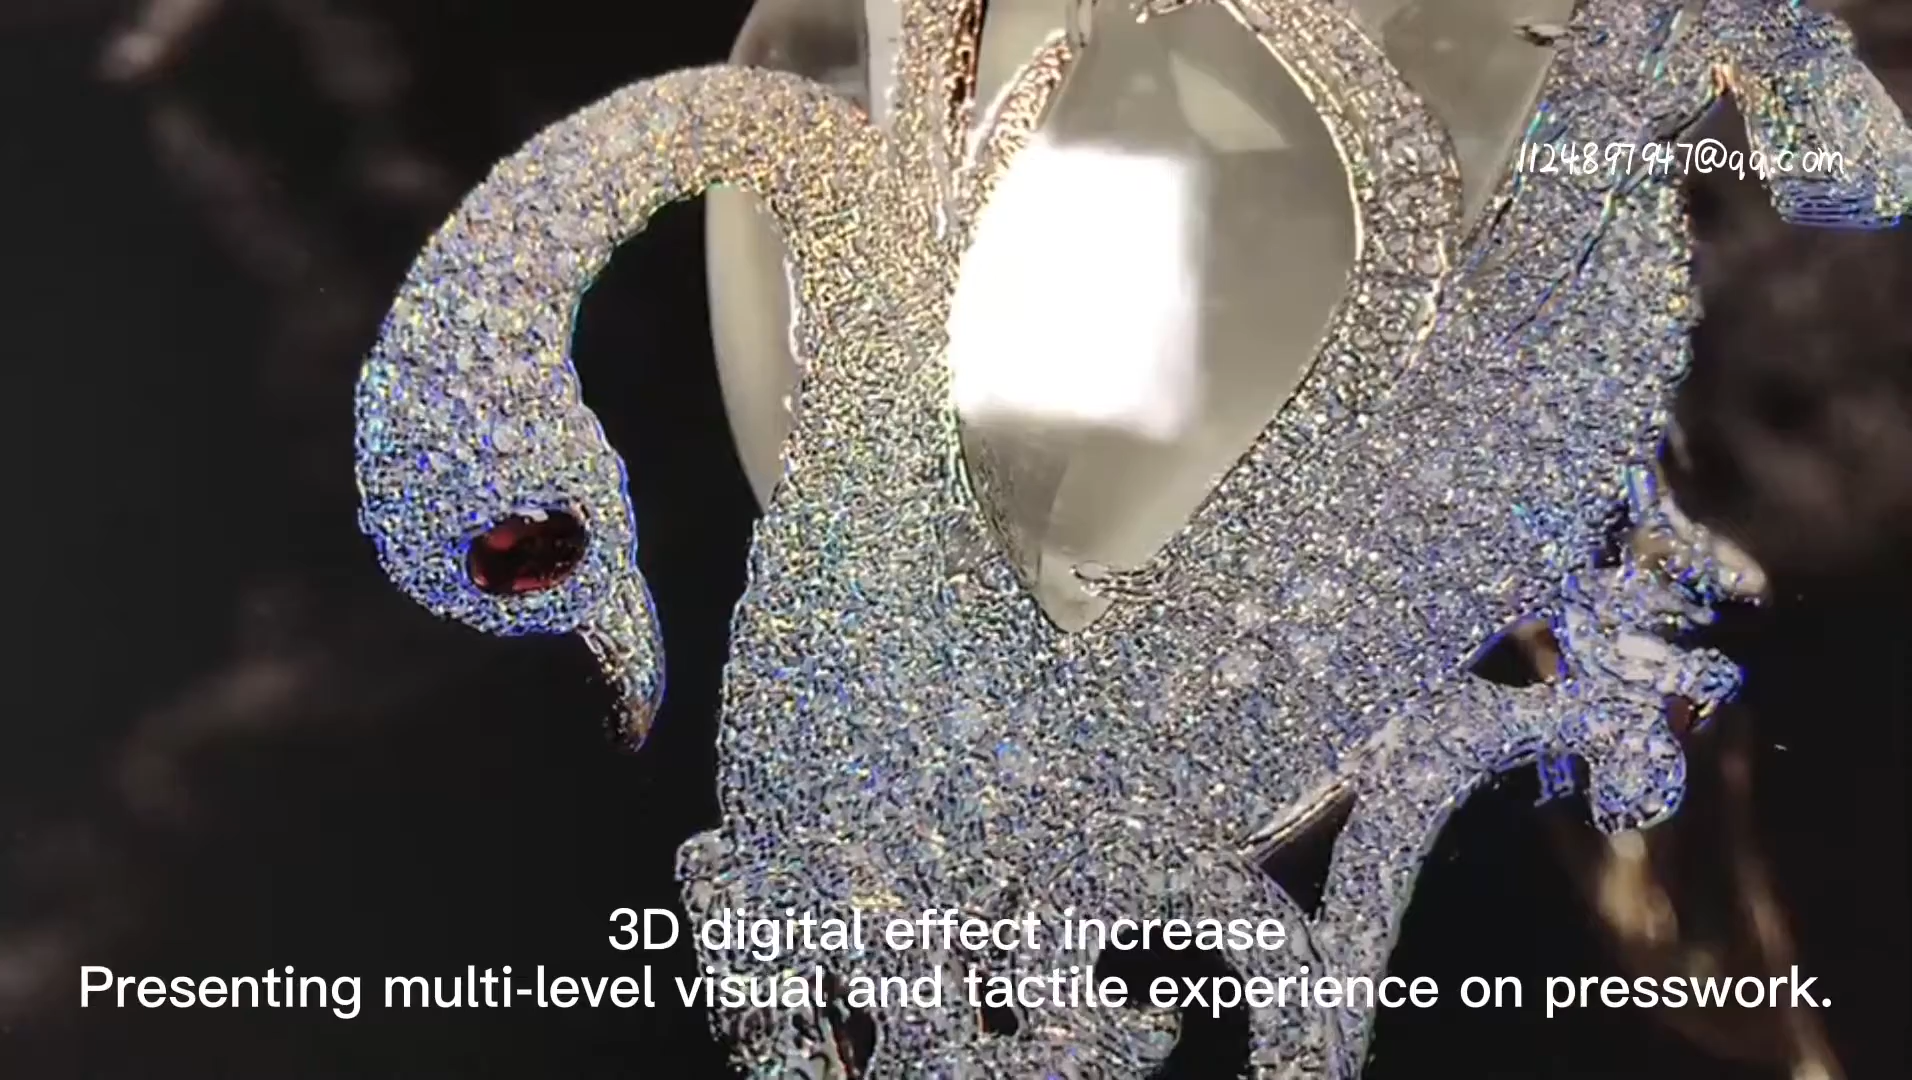 1124897947@qq.com
3D digital effect increase
Presenting multi-level visual and tactile experience on presswork.